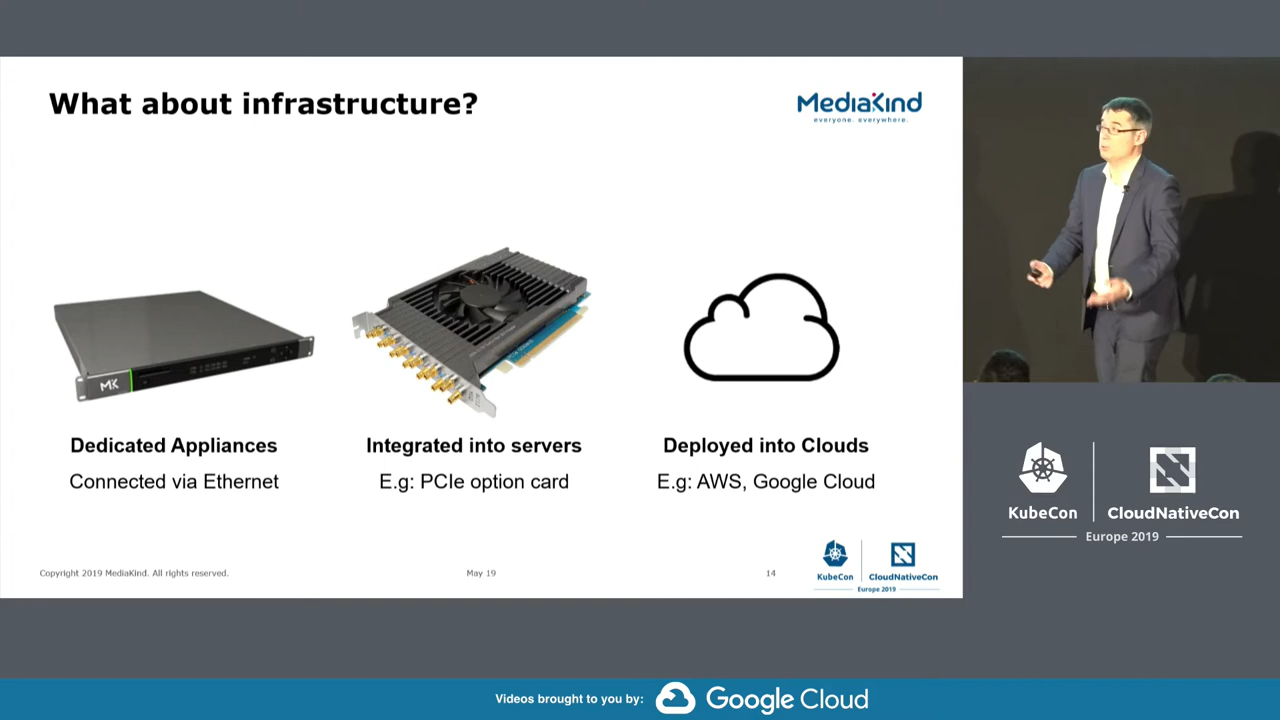 What about infrastructure?
MEDIAKIND
everyone. everywhere.
MK
Dedicated Appliances
Connected via Ethernet
Integrated into servers
E.g: PCIe option card
Deployed into Clouds
E.g: AWS, Google Cloud
Copyright 2019 MediaKind. All rights reserved.
May 19
14
KubeCon
CloudNativeCon
Europe 2019
KubeCon
CloudNativeCon
Europe 2019
Videos brought to you by:
Google Cloud